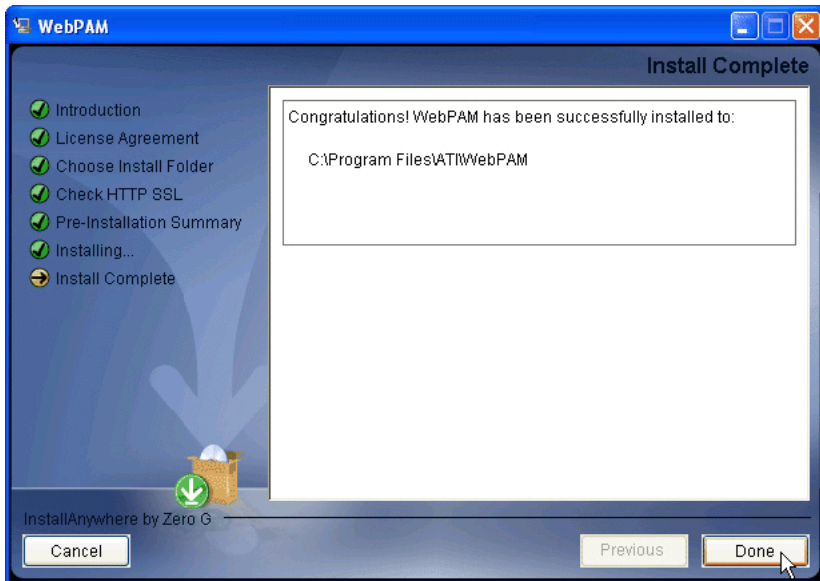 WebPAM
Install Complete
Introduction
License Agreement
Choose Install Folder
Check HTTP SSL
Pre-Installation Summary
Installing...
Install Complete
Congratulations! WebPAM has been successfully installed to:
C:\Program Files\ATI\WebPAM
InstallAnywhere by Zero G
Cancel
Previous
Done